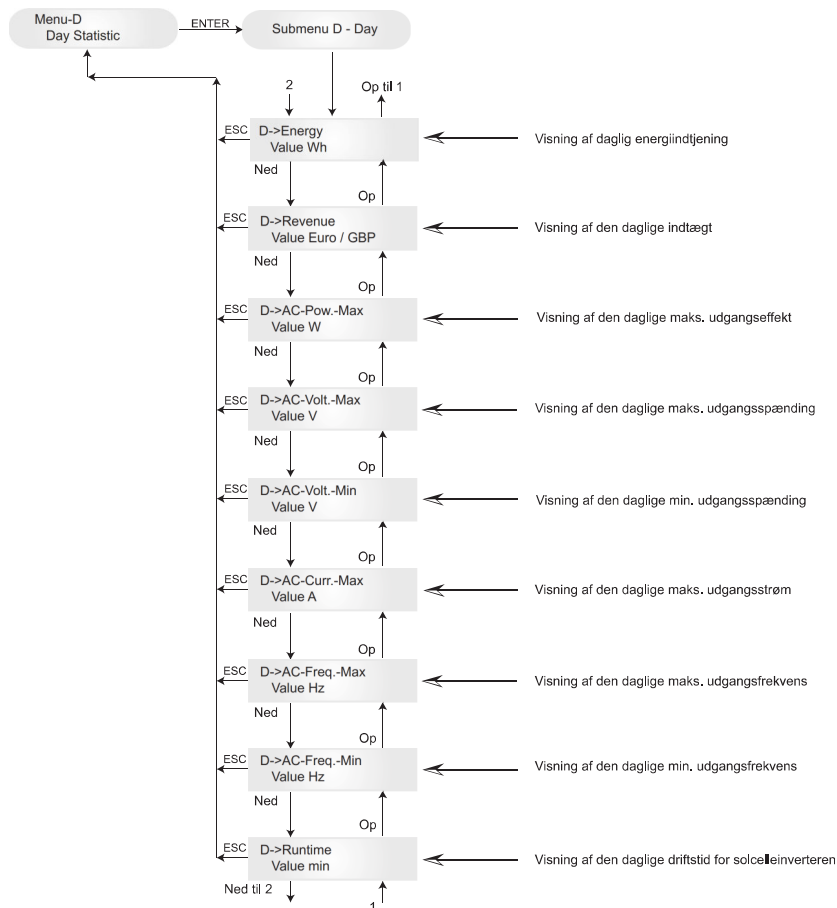 Menu-D
Day Statistic
ENTER
Submenu D - Day
2
Op til 1
ESC
D->Energy
Value Wh
Visning af daglig energiindtjening
Ned
Op
ESC
D->Revenue
Value Euro / GBP
Visning af den daglige indtægt
Ned
Op
ESC
D->AC-Pow.-Max
Value W
Visning af den daglige maks. udgangseffekt
Ned
Op
ESC
D->AC-Volt.-Max
Value V
Visning af den daglige maks. udgangsspænding
Ned
Op
ESC
D->AC-Volt.-Min
Value V
Visning af den daglige min. udgangsspænding
Ned
Op
ESC
D->AC-Curr.-Max
Value A
Visning af den daglige maks. udgangsstrøm
Ned
Op
ESC
D->AC-Freq.-Max
Value Hz
Visning af den daglige maks. udgangsfrekvens
Ned
Op
ESC
D->AC-Freq.-Min
Value Hz
Visning af den daglige min. udgangsfrekvens
Ned
Op
ESC
D->Runtime
Value min
Visning af den daglige driftstid for solcelleinverteren
Ned til 2
1